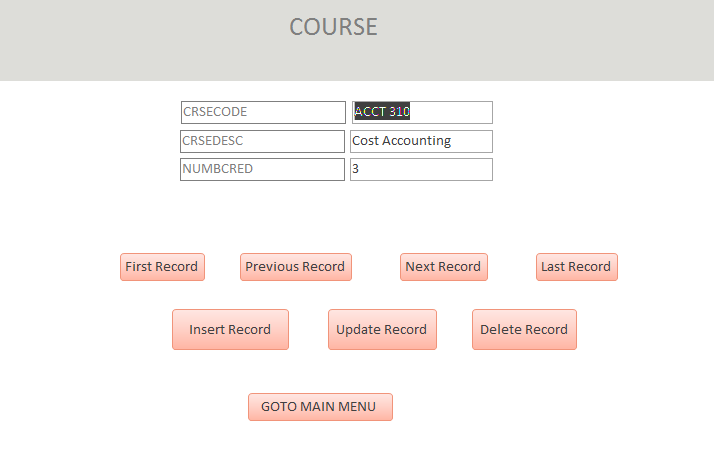 COURSE
CRSECODE ACCT 310
CRSEDESC Cost Accounting
NUMBCRED 3
First Record Previous Record Next Record Last Record
Insert Record Update Record Delete Record
GOTO MAIN MENU